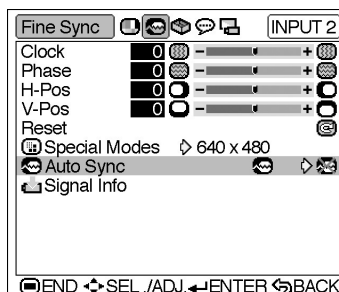 Fine Sync INPUT 2
Clock 0 - +
Phase 0 - +
H-Pos 0 - +
V-Pos 0 - +
Reset
Special Modes 640 x 480
Auto Sync
Signal Info
END SEL./ADJ. ENTER BACK